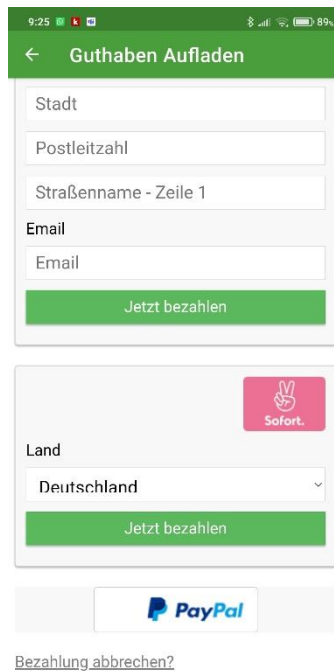 9:25
89%
Guthaben Aufladen
Stadt
Postleitzahl
Straßenname - Zeile 1
Email
Email
Jetzt bezahlen
Sofort.
Land
Deutschland
Jetzt bezahlen
PayPal
Bezahlung abbrechen?